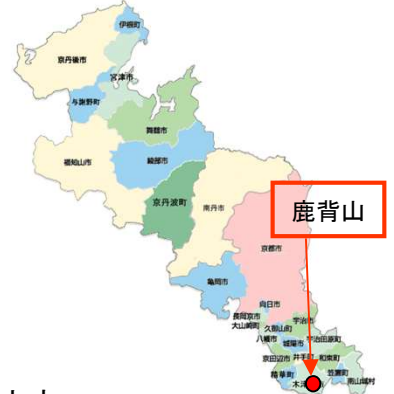 伊根町
京丹後市
宮津市
与謝野町
舞鶴市
福知山市
綾部市
京丹波町
南丹市
鹿背山
京都市
亀岡市
向日市
長岡京市
大山崎町
宇治市
久御山町
八幡市
城陽市
宇治田原町
京田辺市
井手町
和東町
精華町
笠置町
南山城村